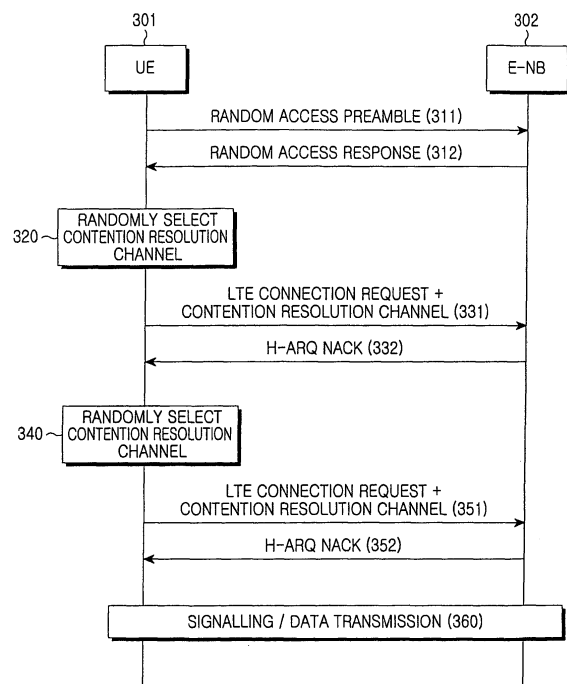 301
302
UE
E-NB
RANDOM ACCESS PREAMBLE (311)
RANDOM ACCESS RESPONSE (312)
320
RANDOMLY SELECT
CONTENTION RESOLUTION
CHANNEL
LTE CONNECTION REQUEST +
CONTENTION RESOLUTION CHANNEL (331)
H-ARQ NACK (332)
340
RANDOMLY SELECT
CONTENTION RESOLUTION
CHANNEL
LTE CONNECTION REQUEST +
CONTENTION RESOLUTION CHANNEL (351)
H-ARQ NACK (352)
SIGNALLING / DATA TRANSMISSION (360)